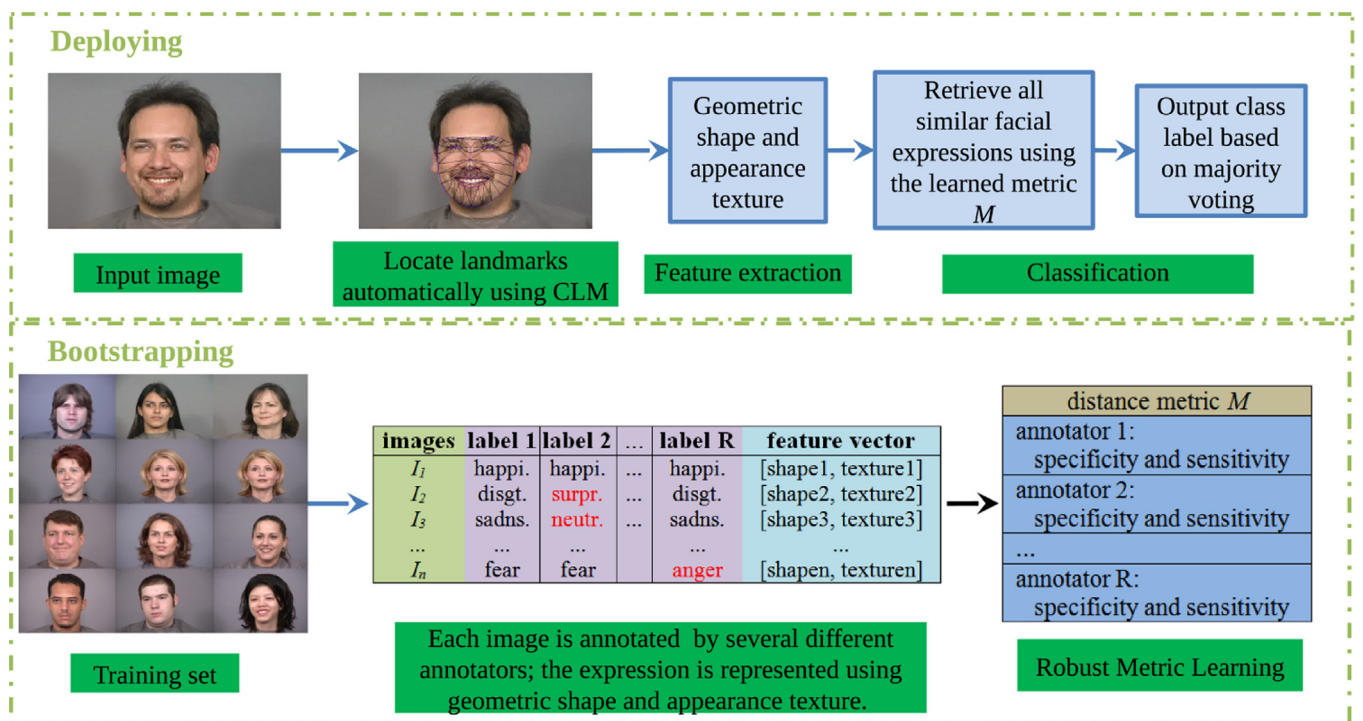 Deploying
Geometric
shape and
appearance
texture
Retrieve all
similar facial
expressions using
the learned metric
M
Output class
label based
on majority
voting
Input image
Locate landmarks
automatically using CLM
Feature extraction
Classification
Bootstrapping
images label 1 label 2 ... label R feature vector
I1 happi. happi. ... happi. [shape1, texture1]
I2 disgt. surpr. ... disgt. [shape2, texture2]
I3 sadns. neutr. ... sadns. [shape3, texture3]
... ... ... ... ...
In fear fear anger [shapen, texturen]
distance metric M
annotator 1:
specificity and sensitivity
annotator 2:
specificity and sensitivity
...
annotator R:
specificity and sensitivity
Training set
Each image is annotated by several different
annotators; the expression is represented using
geometric shape and appearance texture.
Robust Metric Learning